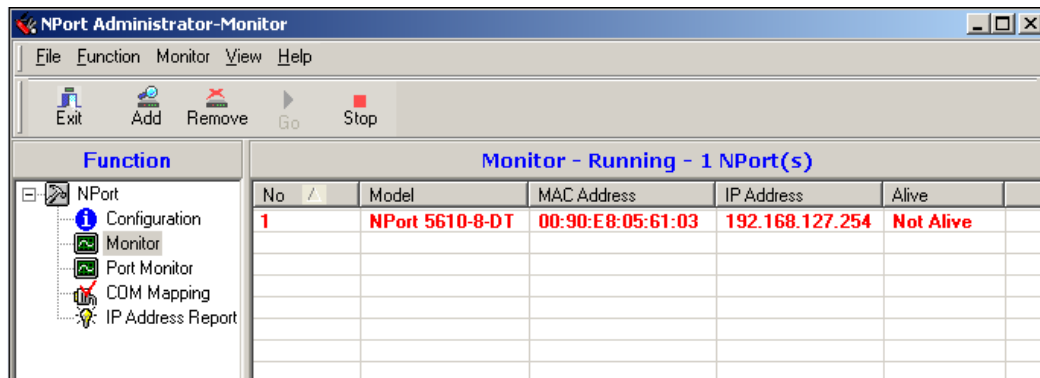 NPort Administrator-Monitor
File Function Monitor View Help
Exit Add Remove Go Stop
Function
Monitor - Running - 1 NPort(s)
NPort
Configuration
Monitor
Port Monitor
COM Mapping
IP Address Report
No Model MAC Address IP Address Alive
1 NPort 5610-8-DT 00:90:E8:05:61:03 192.168.127.254 Not Alive